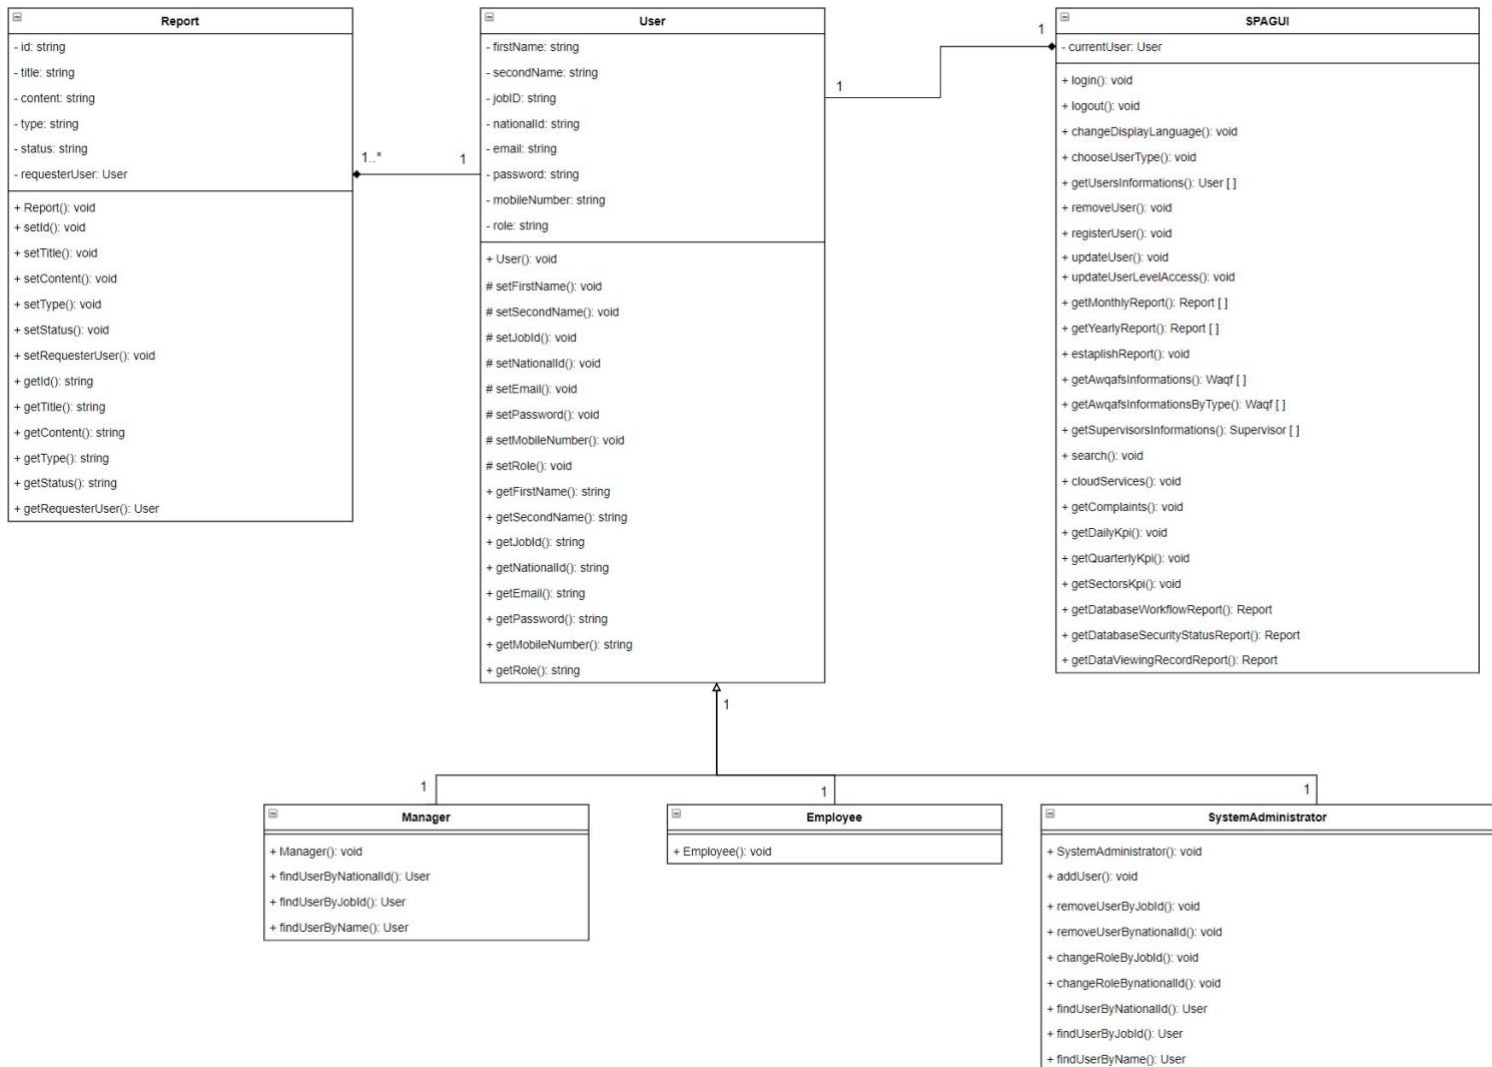 Report
- id: string
- title: string
- content: string
- type: string
- status: string
- requesterUser: User
+ Report(): void
+ setId(): void
+ setTitle(): void
+ setContent(): void
+ setType(): void
+ setStatus(): void
+ setRequesterUser(): void
+ getId(): string
+ getTitle(): string
+ getContent(): string
+ getType(): string
+ getStatus(): string
+ getRequesterUser(): User
1..*
1
User
- firstName: string
- secondName: string
- jobID: string
- nationalId: string
- email: string
- password: string
- mobileNumber: string
- role: string
+ User(): void
# setFirstName(): void
# setSecondName(): void
# setJobId(): void
# setNationalId(): void
# setEmail(): void
# setPassword(): void
# setMobileNumber(): void
# setRole(): void
+ getFirstName(): string
+ getSecondName(): string
+ getJobId(): string
+ getNationalId(): string
+ getEmail(): string
+ getPassword(): string
+ getMobileNumber(): string
+ getRole(): string
1
1
SPAGUI
- currentUser: User
+ login(): void
+ logout(): void
+ changeDisplayLanguage(): void
+ chooseUserType(): void
+ getUsersInformations(): User [ ]
+ removeUser(): void
+ registerUser(): void
+ updateUser(): void
+ updateUserLevelAccess(): void
+ getMonthlyReport(): Report [ ]
+ getYearlyReport(): Report [ ]
+ estaplishReport(): void
+ getAwqafsInformations(): Waqf [ ]
+ getAwqafsInformationsByType(): Waqf [ ]
+ getSupervisorsInformations(): Supervisor [ ]
+ search(): void
+ cloudServices(): void
+ getComplaints(): void
+ getDailyKpi(): void
+ getQuarterlyKpi(): void
+ getSectorsKpi(): void
+ getDatabaseWorkflowReport(): Report
+ getDatabaseSecurityStatusReport(): Report
+ getDataViewingRecordReport(): Report
1
1
1
1
Manager
+ Manager(): void
+ findUserByNationalId(): User
+ findUserByJobId(): User
+ findUserByName(): User
Employee
+ Employee(): void
SystemAdministrator
+ SystemAdministrator(): void
+ addUser(): void
+ removeUserByJobId(): void
+ removeUserBynationalId(): void
+ changeRoleByJobId(): void
+ changeRoleBynationalId(): void
+ findUserByNationalId(): User
+ findUserByJobId(): User
+ findUserByName(): User